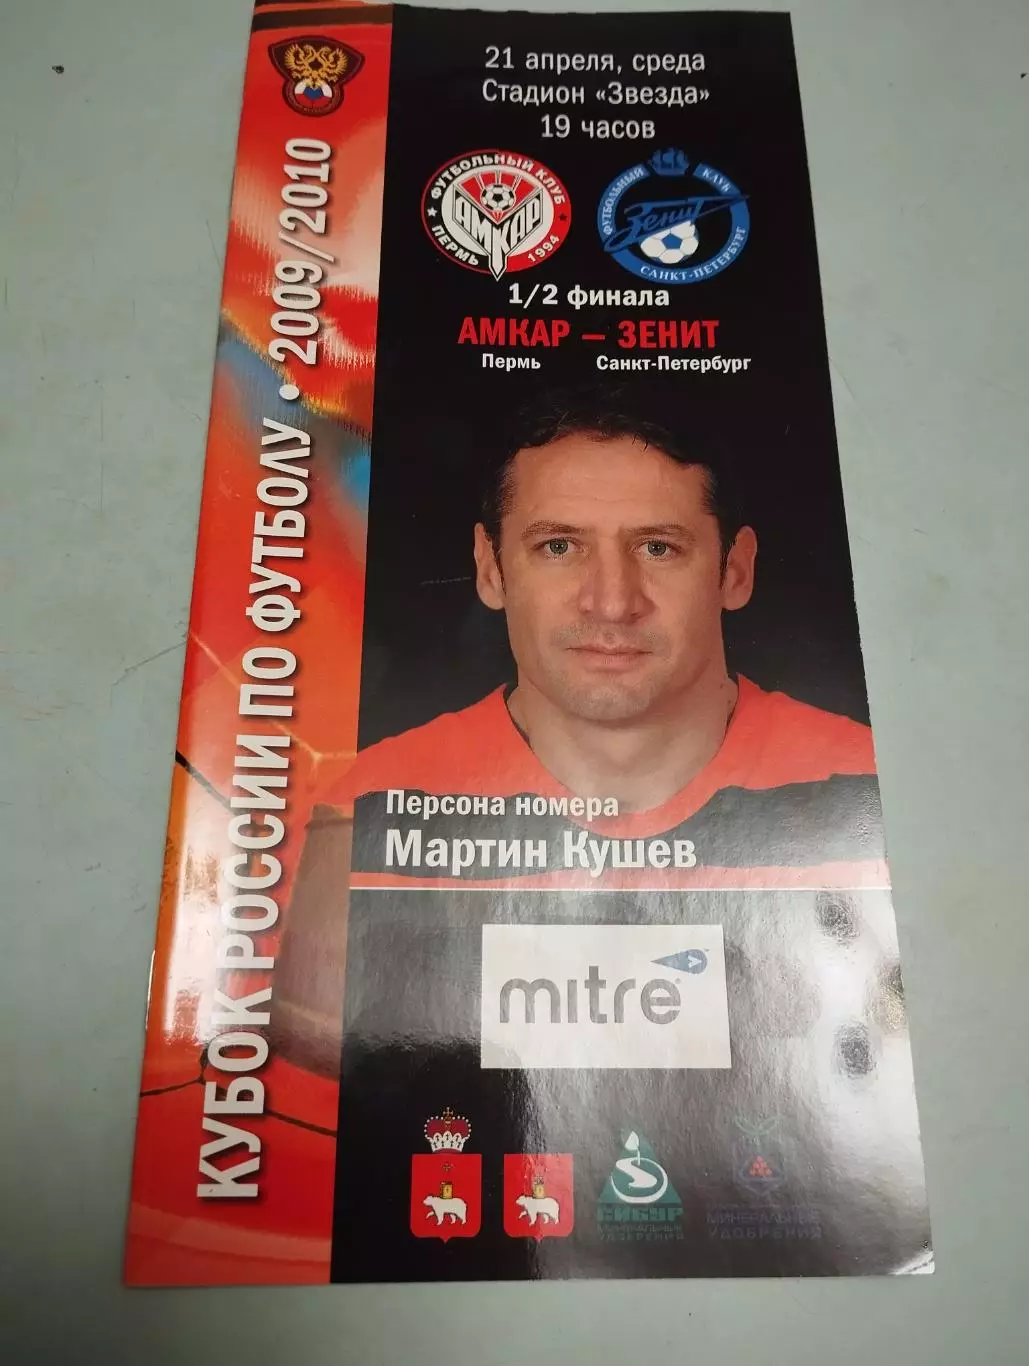 КУБОК РОССИИ ПО ФУТБОЛУ • 2009/2010
21 апреля, среда
Стадион «Звезда»
19 часов
ФУТБОЛЬНЫЙ КЛУБ
АМКАР
ПЕРМЬ 1994
ФУТБОЛЬНЫЙ КЛУБ
Зенит
САНКТ-ПЕТЕРБУРГ
1/2 финала
АМКАР — ЗЕНИТ
Пермь Санкт-Петербург
Персона номера
Мартин Кушев
mitre
СИБУР
МИНЕРАЛЬНЫЕ
УДОБРЕНИЯ
МИНЕРАЛЬНЫЕ
УДОБРЕНИЯ